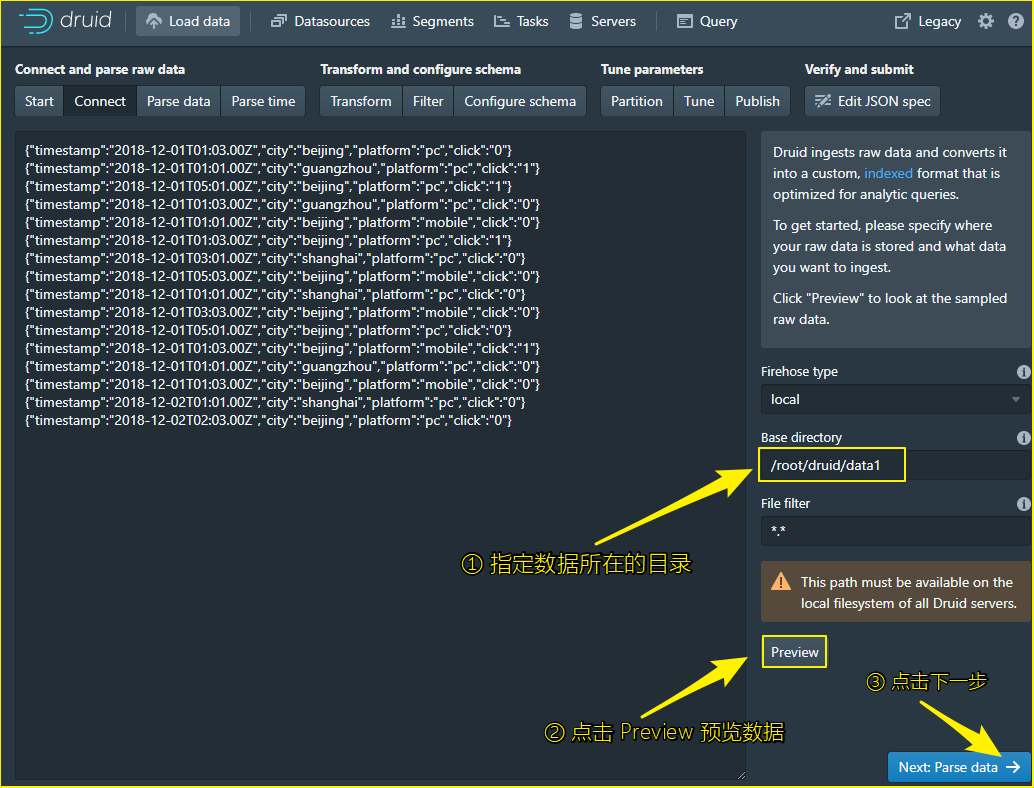 druid Load data Datasources Segments Tasks Servers Query Legacy
Connect and parse raw data Transform and configure schema Tune parameters Verify and submit
Start Connect Parse data Parse time Transform Filter Configure schema Partition Tune Publish Edit JSON spec
{"timestamp":"2018-12-01T01:03.00Z","city":"beijing","platform":"pc","click":"0"}
{"timestamp":"2018-12-01T01:01.00Z","city":"guangzhou","platform":"pc","click":"1"}
{"timestamp":"2018-12-01T05:01.00Z","city":"beijing","platform":"pc","click":"1"}
{"timestamp":"2018-12-01T01:03.00Z","city":"guangzhou","platform":"pc","click":"0"}
{"timestamp":"2018-12-01T01:01.00Z","city":"beijing","platform":"mobile","click":"0"}
{"timestamp":"2018-12-01T01:03.00Z","city":"beijing","platform":"pc","click":"1"}
{"timestamp":"2018-12-01T03:01.00Z","city":"shanghai","platform":"pc","click":"0"}
{"timestamp":"2018-12-01T05:03.00Z","city":"beijing","platform":"mobile","click":"0"}
{"timestamp":"2018-12-01T01:01.00Z","city":"shanghai","platform":"pc","click":"0"}
{"timestamp":"2018-12-01T03:03.00Z","city":"beijing","platform":"mobile","click":"0"}
{"timestamp":"2018-12-01T05:01.00Z","city":"beijing","platform":"pc","click":"0"}
{"timestamp":"2018-12-01T01:03.00Z","city":"beijing","platform":"mobile","click":"1"}
{"timestamp":"2018-12-01T01:01.00Z","city":"guangzhou","platform":"pc","click":"0"}
{"timestamp":"2018-12-01T01:03.00Z","city":"beijing","platform":"mobile","click":"0"}
{"timestamp":"2018-12-02T01:01.00Z","city":"shanghai","platform":"pc","click":"0"}
{"timestamp":"2018-12-02T02:03.00Z","city":"beijing","platform":"pc","click":"0"}
Druid ingests raw data and converts it
into a custom, indexed format that is
optimized for analytic queries.
To get started, please specify where
your raw data is stored and what data
you want to ingest.
Click "Preview" to look at the sampled
raw data.
Firehose type
local
Base directory
/root/druid/data1
File filter
*.*
① 指定数据所在的目录
This path must be available on the
local filesystem of all Druid servers.
Preview
③ 点击下一步
② 点击 Preview 预览数据
Next: Parse data